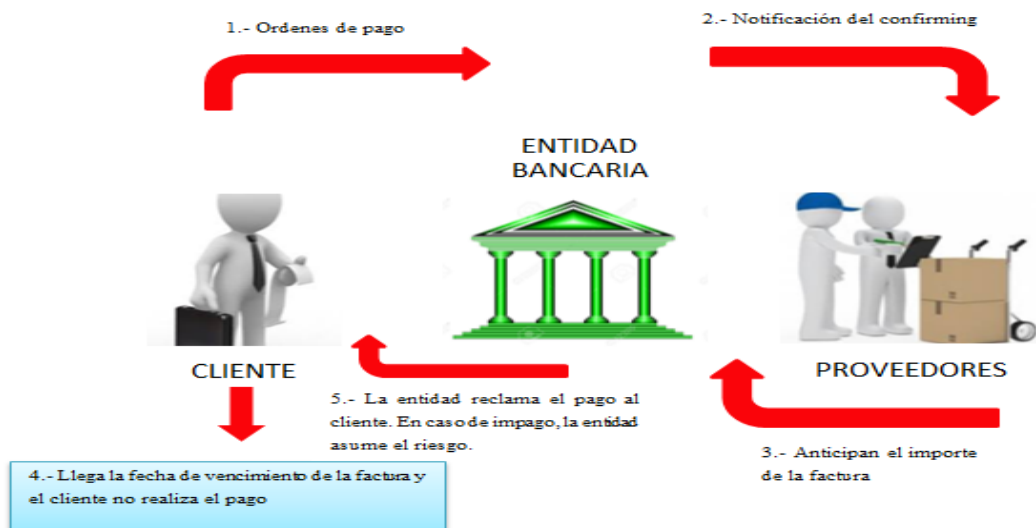 1.- Ordenes de pago
2.- Notificación del confirming
ENTIDAD
BANCARIA
CLIENTE
PROVEEDORES
5.- La entidad reclama el pago al
cliente. En caso de impago, la entidad
asume el riesgo.
3.- Anticipan el importe
de la factura
4.- Llega la fecha de vencimiento de la factura y
el cliente no realiza el pago